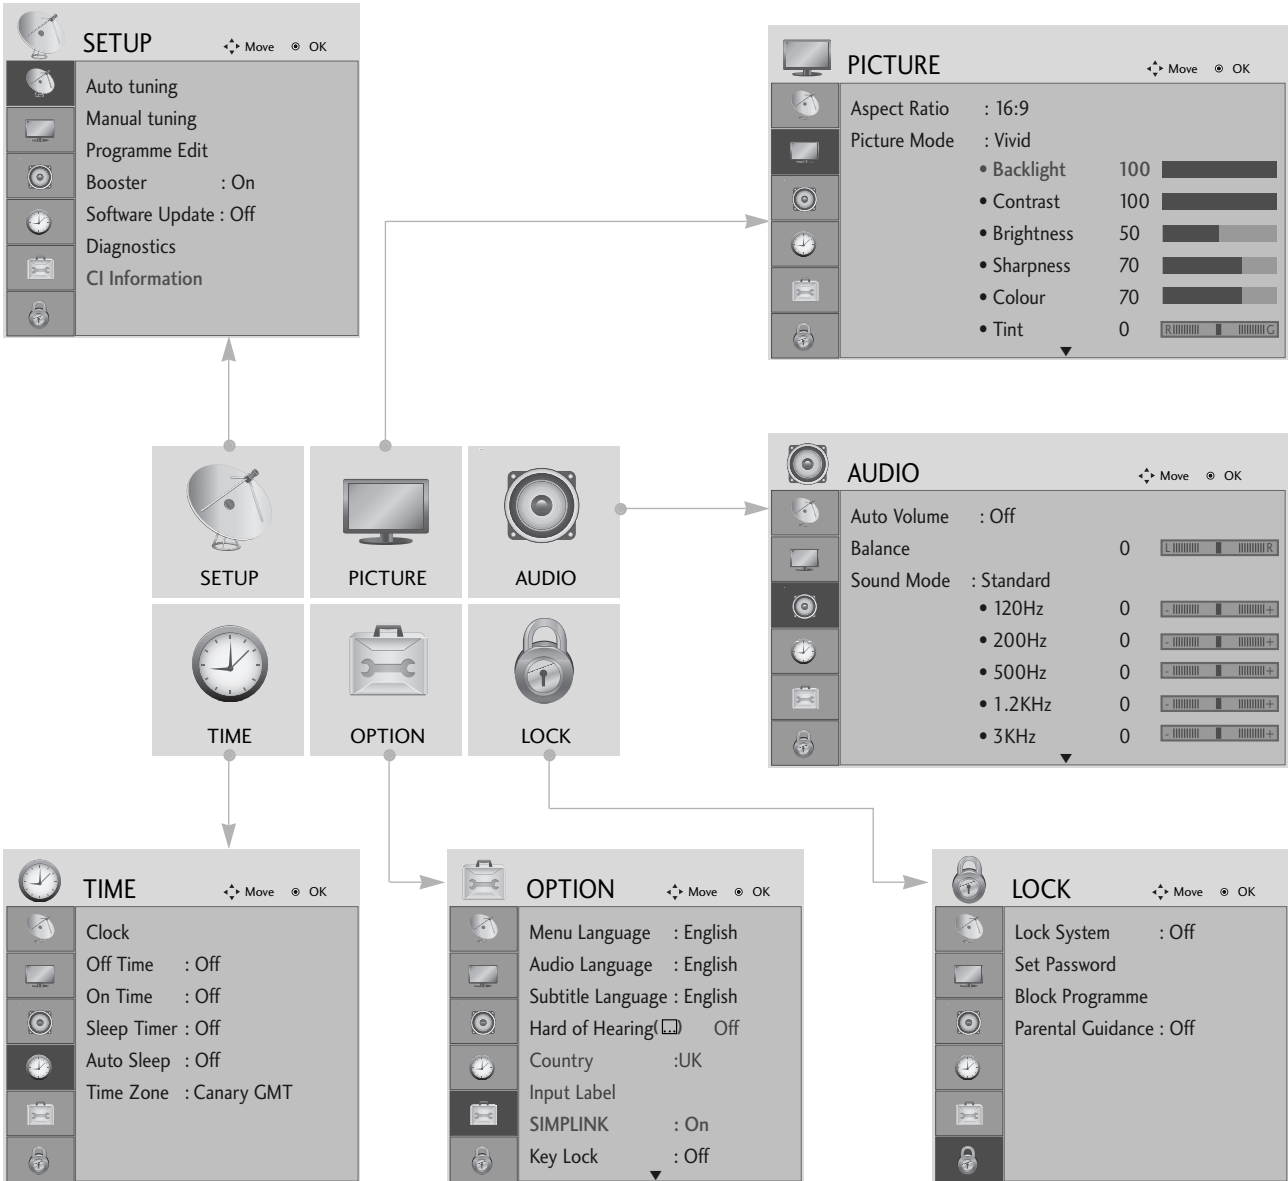 SETUP
Move OK
Auto tuning
Manual tuning
Programme Edit
Booster : On
Software Update : Off
Diagnostics
CI Information
PICTURE
Move OK
Aspect Ratio : 16:9
Picture Mode : Vivid
• Backlight 100
• Contrast 100
• Brightness 50
• Sharpness 70
• Colour 70
• Tint 0 R G
SETUP PICTURE AUDIO
TIME OPTION LOCK
AUDIO
Move OK
Auto Volume : Off
Balance 0 L R
Sound Mode : Standard
• 120Hz 0 - +
• 200Hz 0 - +
• 500Hz 0 - +
• 1.2KHz 0 - +
• 3KHz 0 - +
TIME
Move OK
Clock
Off Time : Off
On Time : Off
Sleep Timer : Off
Auto Sleep : Off
Time Zone : Canary GMT
OPTION
Move OK
Menu Language : English
Audio Language : English
Subtitle Language : English
Hard of Hearing( ) Off
Country :UK
Input Label
SIMPLINK : On
Key Lock : Off
LOCK
Move OK
Lock System : Off
Set Password
Block Programme
Parental Guidance : Off